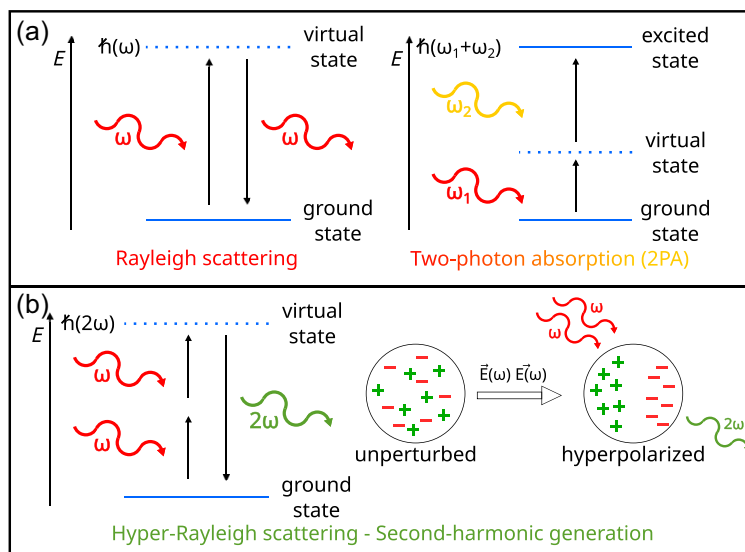 (a)
E
ℏ(ω)
virtual
state
ω
ω
ground
state
Rayleigh scattering
E
ℏ(ω₁+ω₂)
excited
state
ω₂
virtual
state
ω₁
ground
state
Two-photon absorption (2PA)
(b)
E
ℏ(2ω)
virtual
state
ω
ω
2ω
ground
state
unperturbed
E⃗(ω) E⃗(ω)
ω
ω
2ω
hyperpolarized
Hyper-Rayleigh scattering - Second-harmonic generation